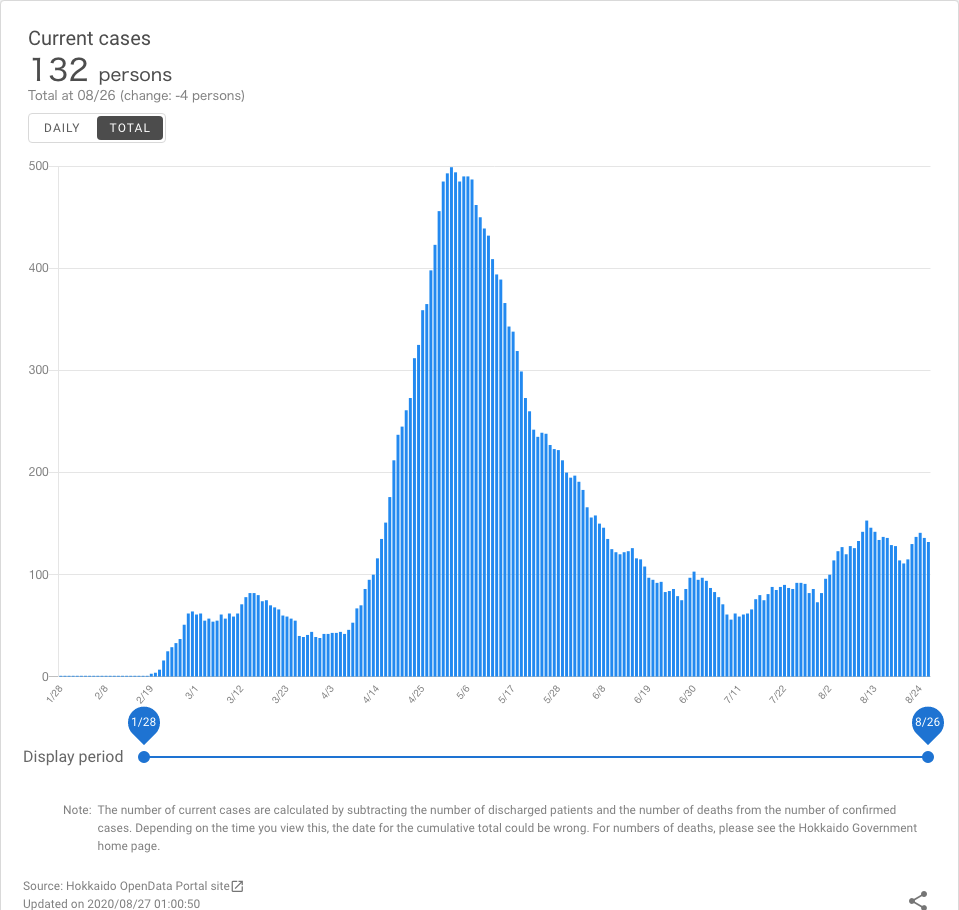 Current cases
132 persons
Total at 08/26 (change: -4 persons)
DAILY TOTAL
500
400
300
200
100
0
1/28 2/8 2/19 3/1 3/12 3/23 4/3 4/14 4/25 5/6 5/17 5/28 6/8 6/19 6/30 7/11 7/22 8/2 8/13 8/24
1/28 8/26
Display period
Note: The number of current cases are calculated by subtracting the number of discharged patients and the number of deaths from the number of confirmed
cases. Depending on the time you view this, the date for the cumulative total could be wrong. For numbers of deaths, please see the Hokkaido Government
home page.
Source: Hokkaido OpenData Portal site
Updated on 2020/08/27 01:00:50